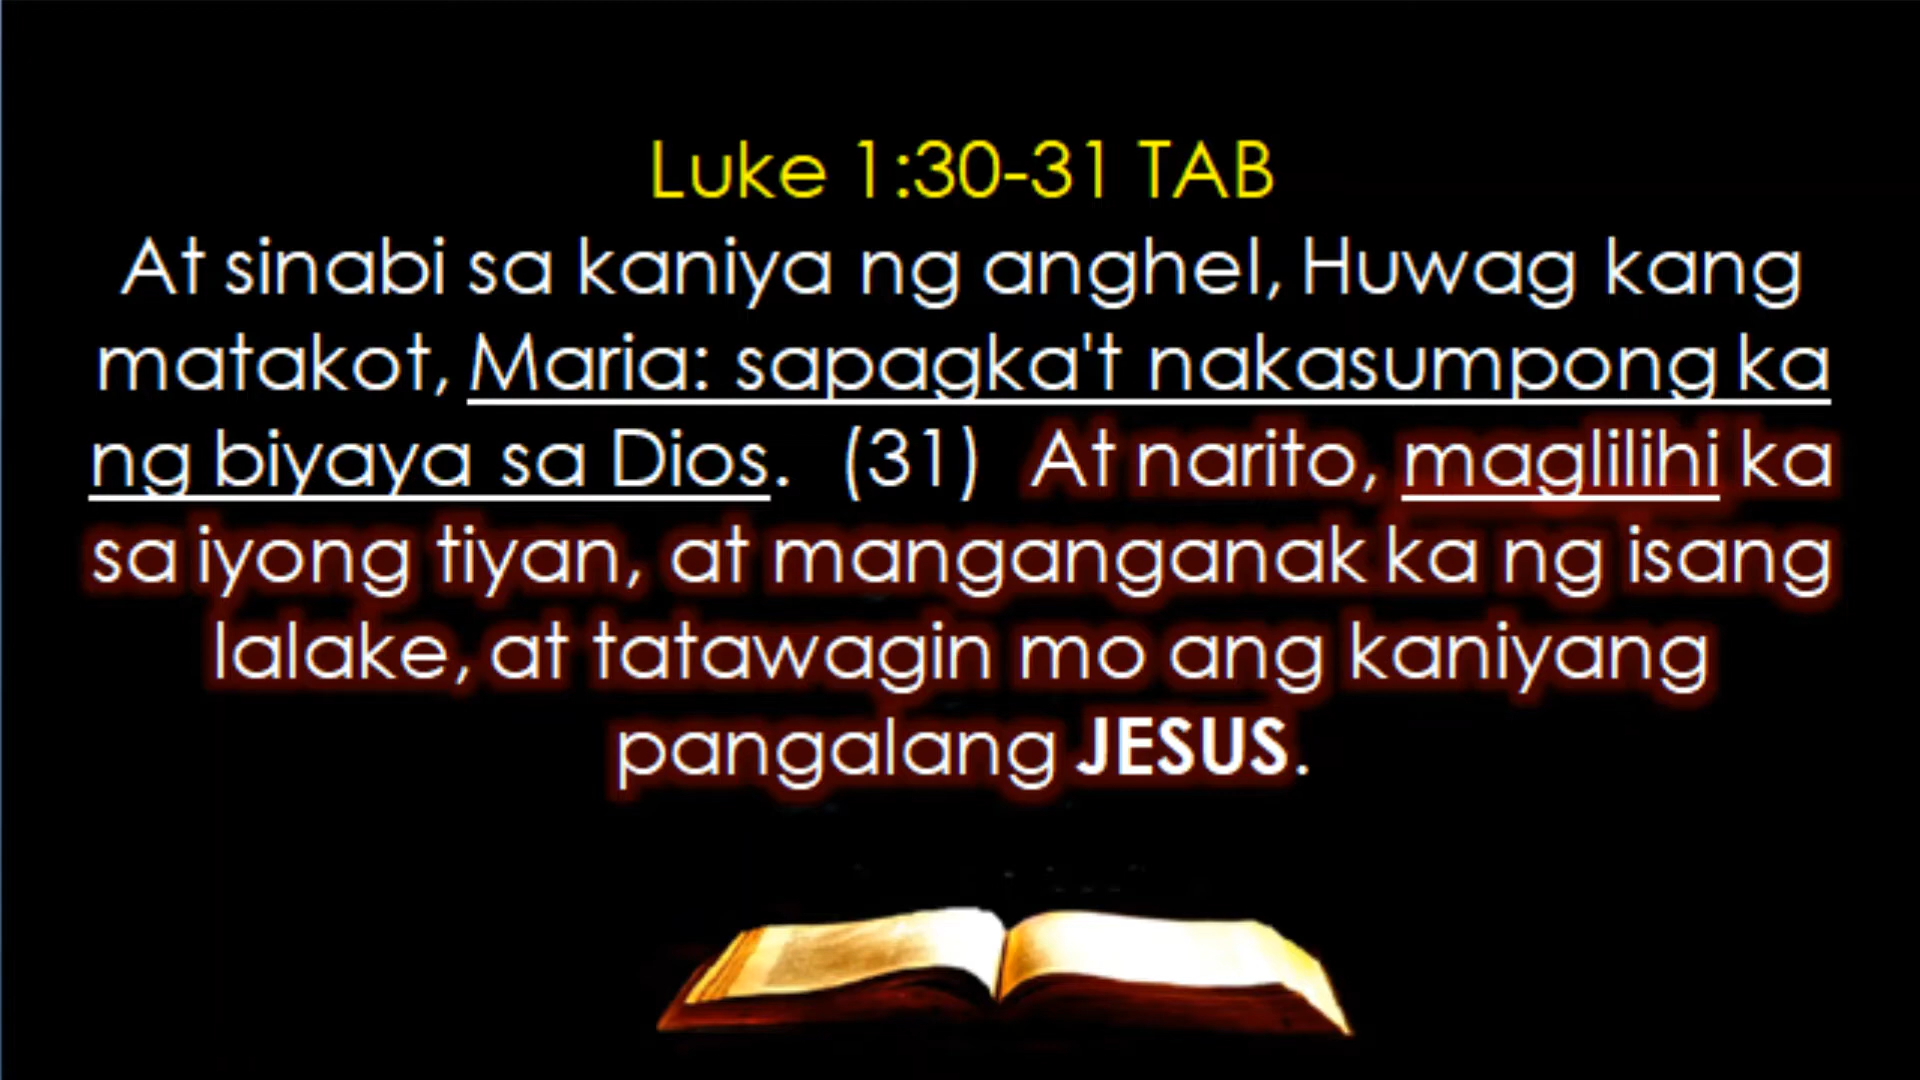 Luke 1:30-31 TAB
At sinabi sa kaniya ng anghel, Huwag kang
matakot, Maria: sapagka't nakasumpong ka
ng biyaya sa Dios. (31) At narito, maglilihi ka
sa iyong tiyan, at manganganak ka ng isang
lalake, at tatawagin mo ang kaniyang
pangalang JESUS.